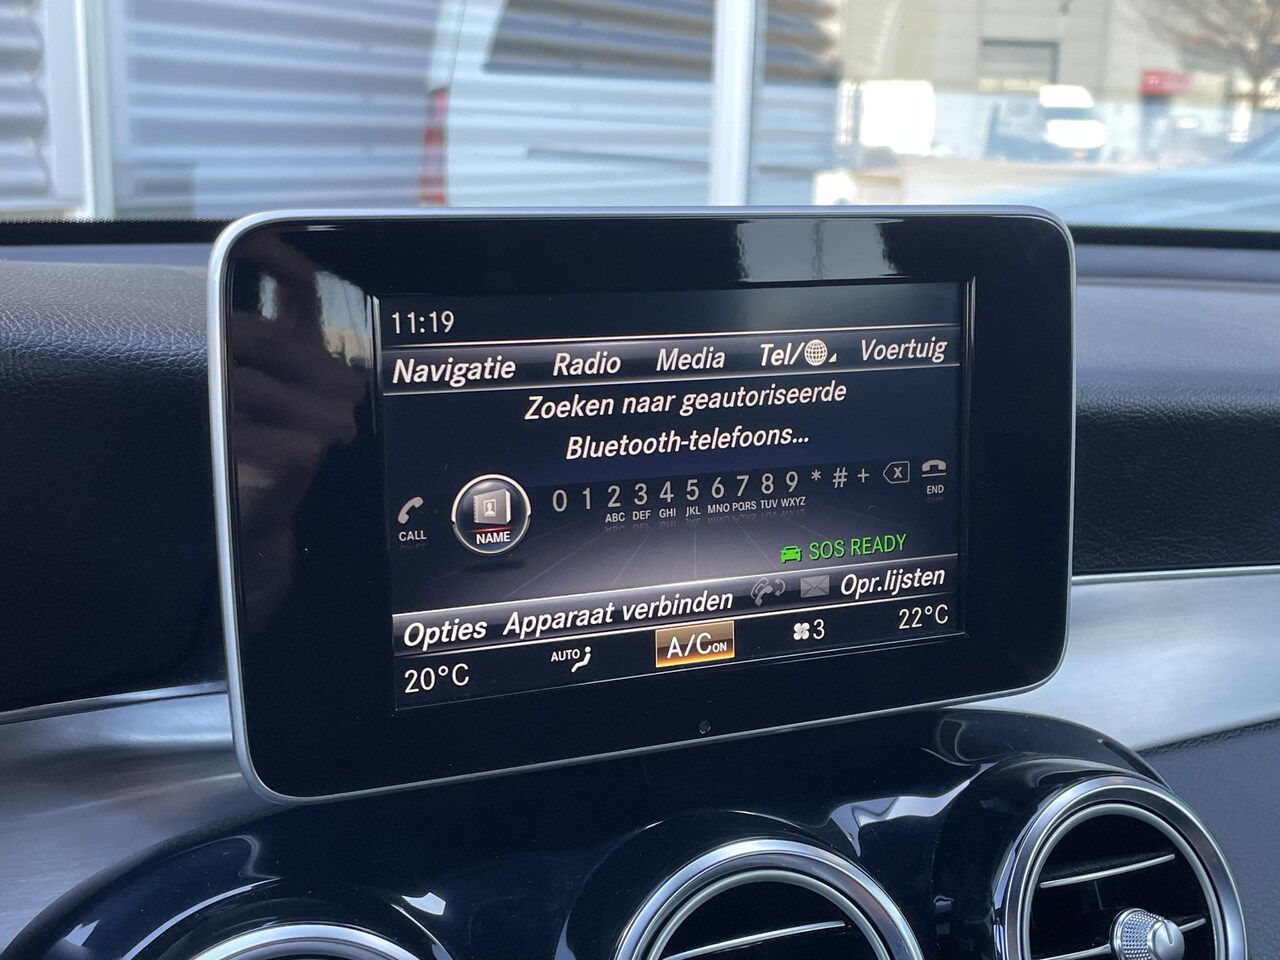 11:19
Navigatie Radio Media Tel/ Voertuig
Zoeken naar geautoriseerde
Bluetooth-telefoons...
0 1 2 3 4 5 6 7 8 9 * # +
ABC DEF GHI JKL MNO PQRS TUV WXYZ
CALL NAME END
SOS READY
Opties Apparaat verbinden Opr.lijsten
20°C AUTO A/C ON 3 22°C